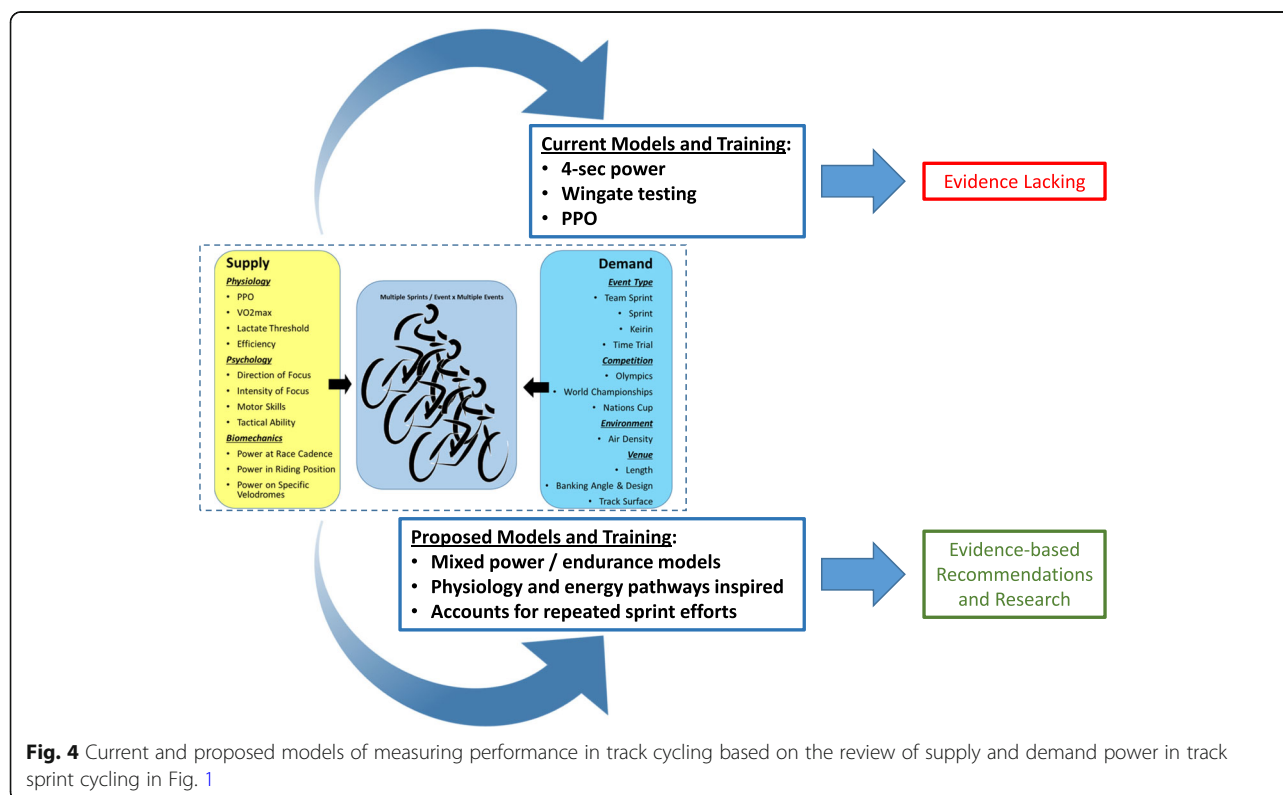 Current Models and Training:
• 4-sec power
• Wingate testing
• PPO
Evidence Lacking
Supply
Physiology
• PPO
• VO2max
• Lactate Threshold
• Efficiency
Psychology
• Direction of Focus
• Intensity of Focus
• Motor Skills
• Tactical Ability
Biomechanics
• Power at Race Cadence
• Power in Riding Position
• Power on Specific
Velodromes
Multiple Sprints / Event x Multiple Events
Demand
Event Type
• Team Sprint
• Sprint
• Keirin
• Time Trial
Competition
• Olympics
• World Championships
• Nations Cup
Environment
• Air Density
Venue
• Length
• Banking Angle & Design
• Track Surface
Proposed Models and Training:
• Mixed power / endurance models
• Physiology and energy pathways inspired
• Accounts for repeated sprint efforts
Evidence-based
Recommendations
and Research
Fig. 4 Current and proposed models of measuring performance in track cycling based on the review of supply and demand power in track
sprint cycling in Fig. 1